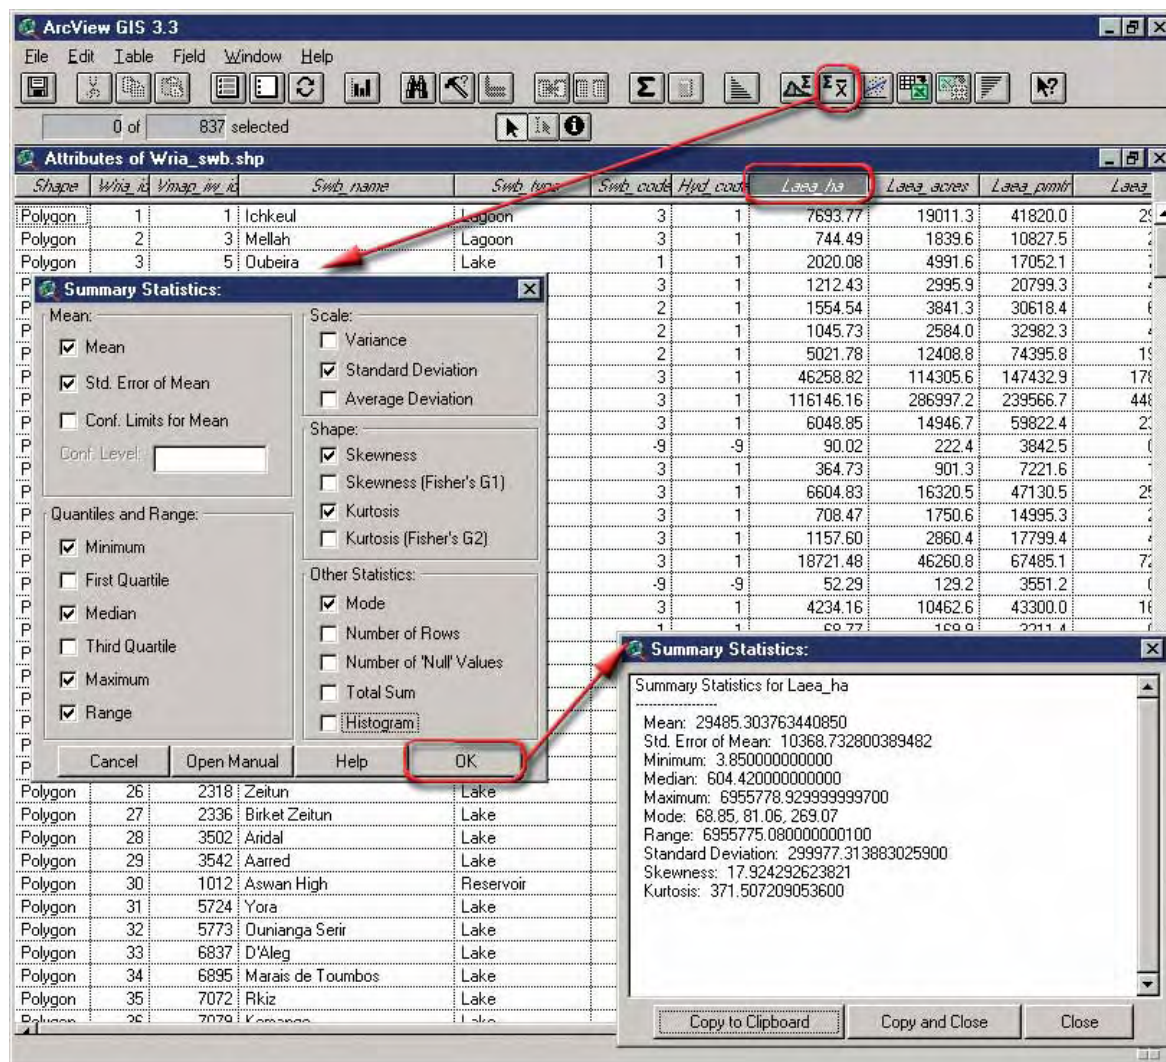 ArcView GIS 3.3
File Edit Table Field Window Help
0 of 837 selected
Attributes of Wria_swb.shp
Shape Wria_id Vmap_iw_id Swb_name Swb_type Swb_code Hyd_code Laea_ha Laea_acres Laea_prmtr Laea_
Polygon 1 1 Ichkeul Lagoon 3 1 7693.77 19011.3 41820.0
Polygon 2 3 Mellah Lagoon 3 1 744.49 1839.6 10827.5
Polygon 3 5 Oubeira Lake 1 1 2020.08 4991.6 17052.1
3 1 1212.43 2995.9 20799.3
2 1 1554.54 3841.3 30618.4
2 1 1045.73 2584.0 32982.3
2 1 5021.78 12408.8 74395.8
3 1 46258.82 114305.6 147432.9
3 1 116146.16 286997.2 239566.7
3 1 6048.85 14946.7 59822.4
-9 -9 90.02 222.4 3842.5
3 1 364.73 901.3 7221.6
3 1 6604.83 16320.5 47130.5
3 1 708.47 1750.6 14995.3
3 1 1157.60 2860.4 17799.4
3 1 18721.48 46260.8 67485.1
-9 -9 52.29 129.2 3551.2
3 1 4234.16 10462.6 43300.0
Summary Statistics:
Mean:
Mean
Std. Error of Mean
Conf. Limits for Mean
Conf. Level:
Quantiles and Range:
Minimum
First Quartile
Median
Third Quartile
Maximum
Range
Scale:
Variance
Standard Deviation
Average Deviation
Shape:
Skewness
Skewness (Fisher's G1)
Kurtosis
Kurtosis (Fisher's G2)
Other Statistics:
Mode
Number of Rows
Number of 'Null' Values
Total Sum
Histogram
Cancel Open Manual Help OK
Polygon 26 2318 Zeitun Lake
Polygon 27 2336 Birket Zeitun Lake
Polygon 28 3502 Aridal Lake
Polygon 29 3542 Aarred Lake
Polygon 30 1012 Aswan High Reservoir
Polygon 31 5724 Yora Lake
Polygon 32 5773 Ounianga Serir Lake
Polygon 33 6837 D'Aleg Lake
Polygon 34 6895 Marais de Toumbos Lake
Polygon 35 7072 Rkiz Lake
Summary Statistics:
Summary Statistics for Laea_ha
-------------------
Mean: 29485.303763440850
Std. Error of Mean: 10368.732800389482
Minimum: 3.850000000000
Median: 604.420000000000
Maximum: 6955778.929999999700
Mode: 68.85, 81.06, 269.07
Range: 6955775.080000000100
Standard Deviation: 299977.313883025900
Skewness: 17.924292623821
Kurtosis: 371.507209053600
Copy to Clipboard Copy and Close Close